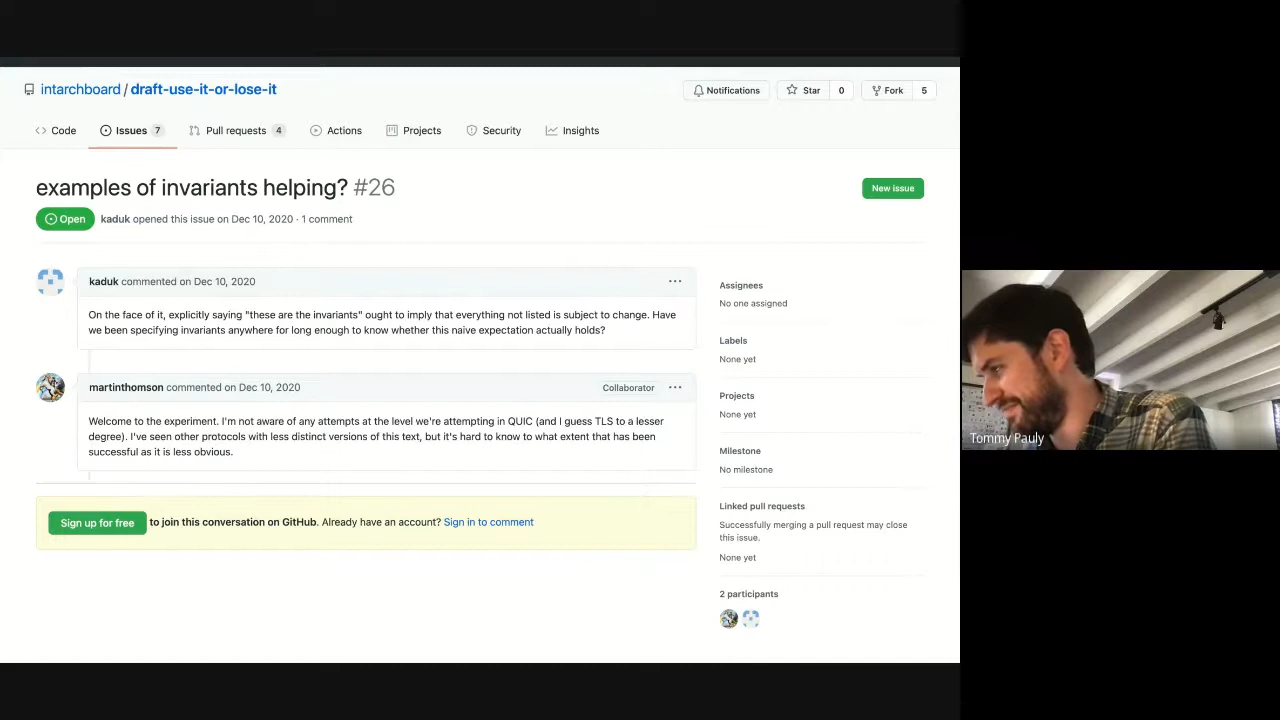 intarchboard / draft-use-it-or-lose-it
Notifications
Star 0
Fork 5
Code
Issues 7
Pull requests 4
Actions
Projects
Security
Insights
examples of invariants helping? #26
New issue
Open
kaduk opened this issue on Dec 10, 2020 · 1 comment
kaduk commented on Dec 10, 2020
On the face of it, explicitly saying "these are the invariants" ought to imply that everything not listed is subject to change. Have
we been specifying invariants anywhere for long enough to know whether this naive expectation actually holds?
martinthomson commented on Dec 10, 2020
Collaborator
Welcome to the experiment. I'm not aware of any attempts at the level we're attempting in QUIC (and I guess TLS to a lesser
degree). I've seen other protocols with less distinct versions of this text, but it's hard to know to what extent that has been
successful as it is less obvious.
Sign up for free to join this conversation on GitHub. Already have an account? Sign in to comment
Assignees
No one assigned
Labels
None yet
Projects
None yet
Milestone
No milestone
Linked pull requests
Successfully merging a pull request may close
this issue.
None yet
2 participants
Tommy Pauly